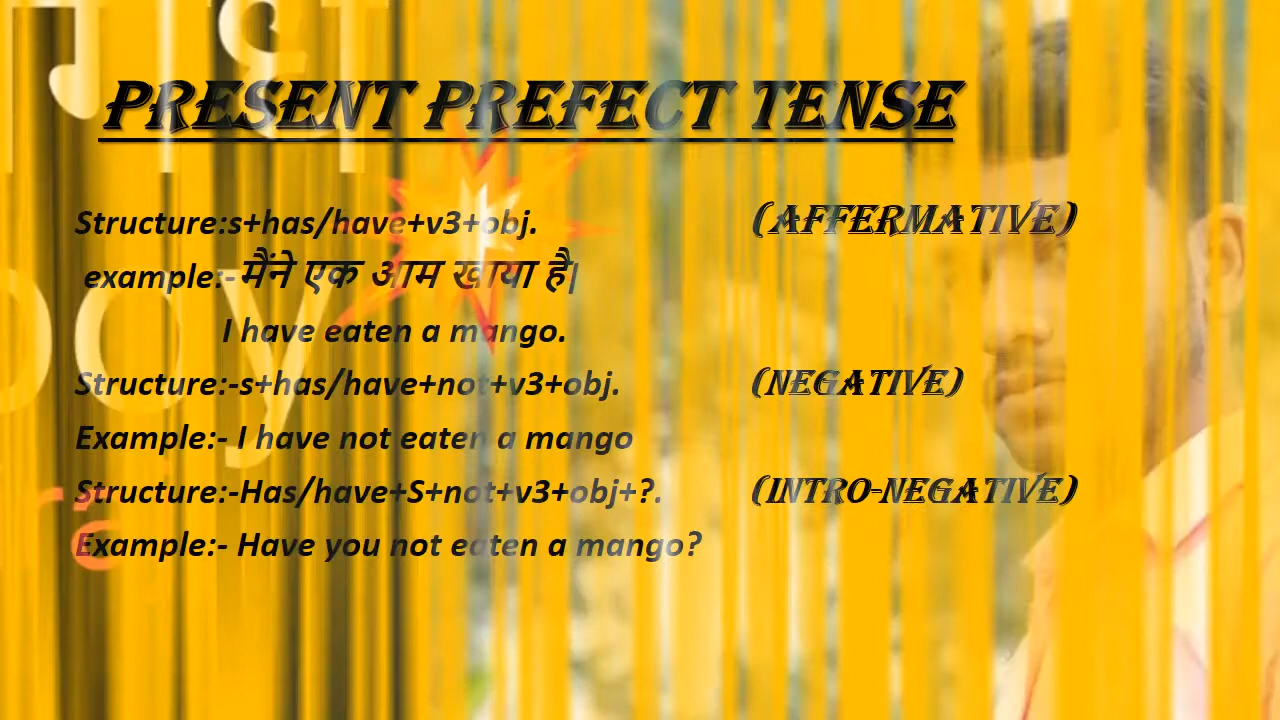 PRESENT PREFECT TENSE
Structure:s+has/have+v3+obj. (AFFERMATIVE)
example:-मैंने एक आम खाया है|
I have eaten a mango.
Structure:-s+has/have+not+v3+obj. (NEGATIVE)
Example:- I have not eaten a mango
Structure:-Has/have+S+not+v3+obj+?. (INTRO-NEGATIVE)
Example:- Have you not eaten a mango?